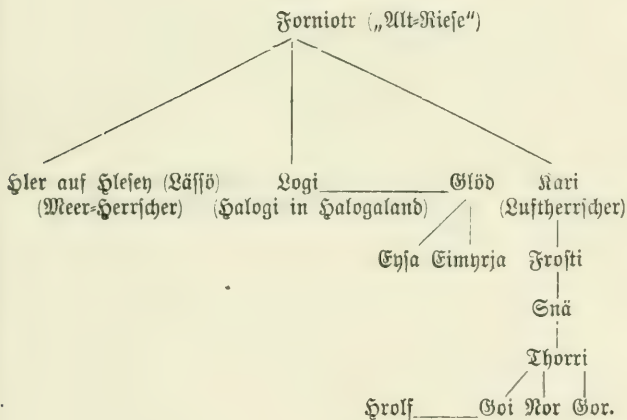 Forniotr („Alt-Riese“)
Hler auf Hlesey (Lässö) Logi Glöd Kari
(Meer-Herrscher) (Halogi in Halogaland) (Luftherrscher)
Eysa Eimyrja Frosti
Snä
Thorri
Hrolf Goi Nor Gor.